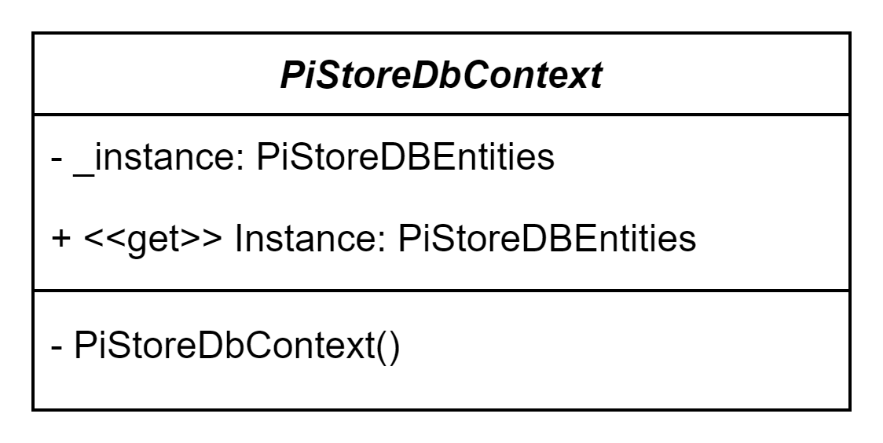 PiStoreDbContext
- _instance: PiStoreDBEntities
+ <<get>> Instance: PiStoreDBEntities
- PiStoreDbContext()